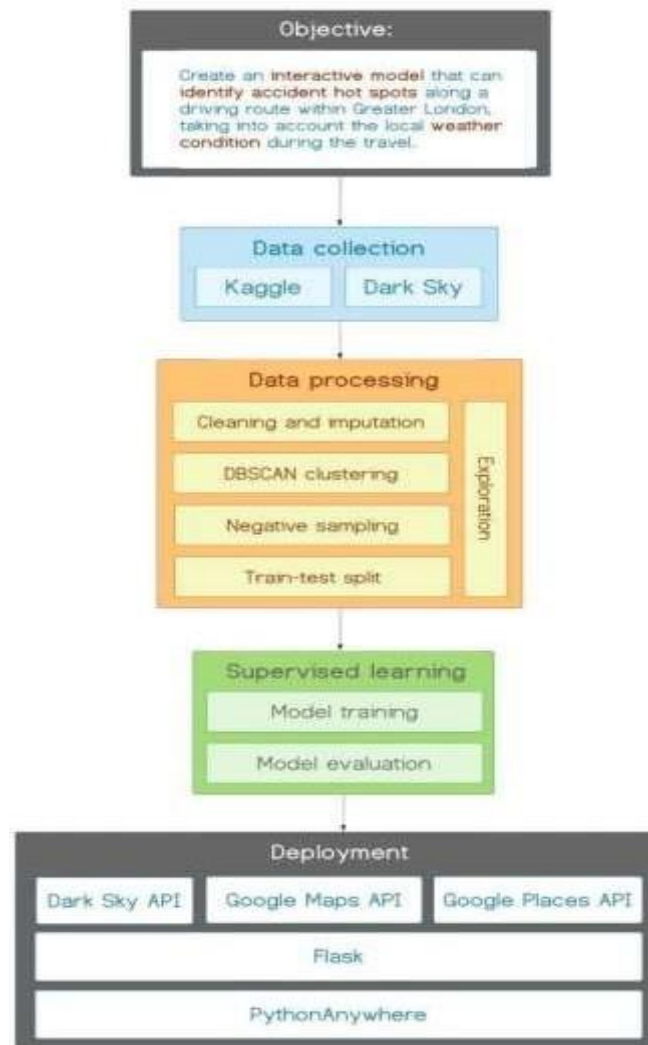 Objective:
Create an interactive model that can
identify accident hot spots along a
driving route within Greater London,
taking into account the local weather
condition during the travel.
Data collection
Kaggle
Dark Sky
Data processing
Cleaning and imputation
DBSCAN clustering
Negative sampling
Train-test split
Exploration
Supervised learning
Model training
Model evaluation
Deployment
Dark Sky API
Google Maps API
Google Places API
Flask
PythonAnywhere